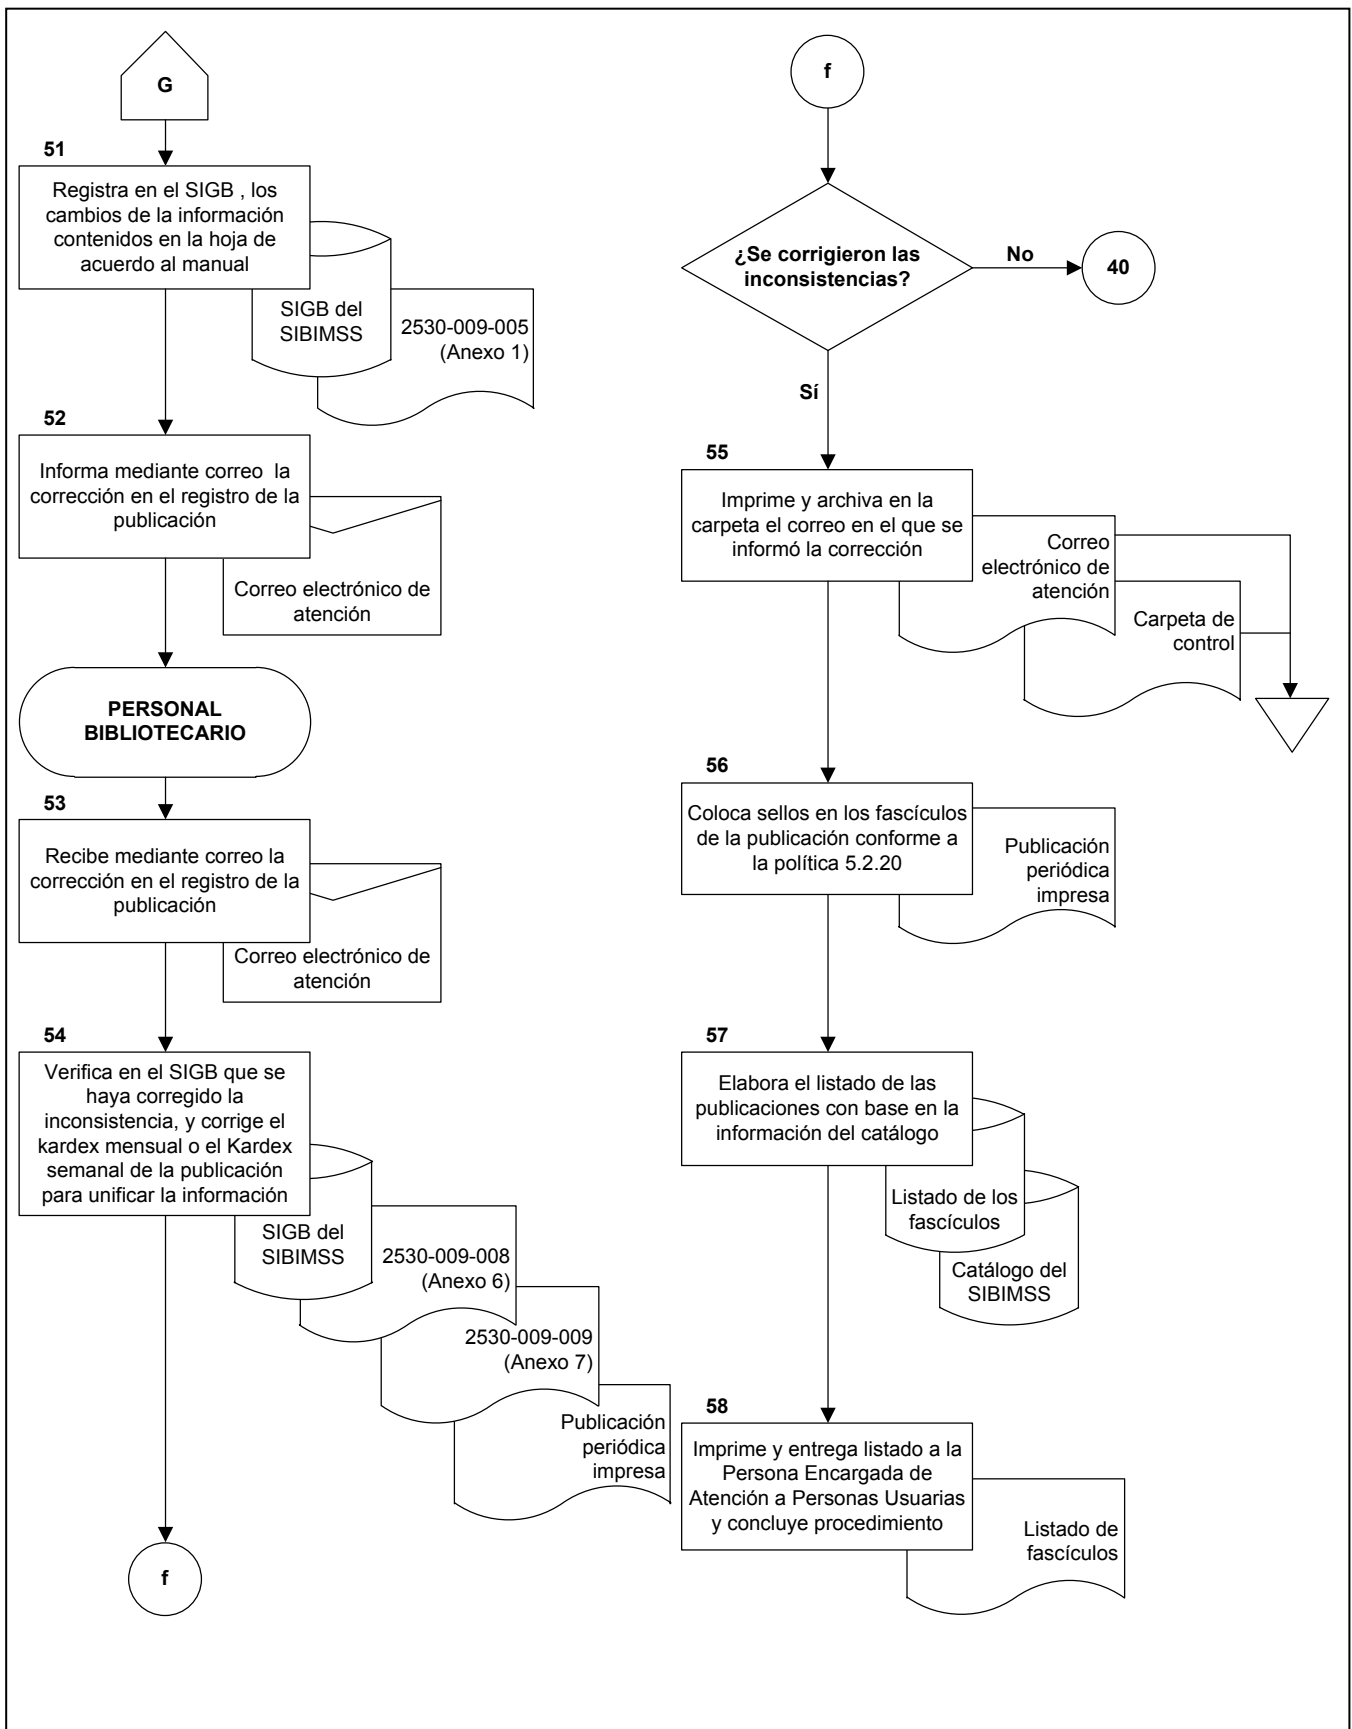 G
51
Registra en el SIGB , los
cambios de la información
contenidos en la hoja de
acuerdo al manual
SIGB del
SIBIMSS
2530-009-005
(Anexo 1)
52
Informa mediante correo la
corrección en el registro de la
publicación
Correo electrónico de
atención
PERSONAL
BIBLIOTECARIO
53
Recibe mediante correo la
corrección en el registro de la
publicación
Correo electrónico de
atención
54
Verifica en el SIGB que se
haya corregido la
inconsistencia, y corrige el
kardex mensual o el Kardex
semanal de la publicación
para unificar la información
SIGB del
SIBIMSS
2530-009-008
(Anexo 6)
2530-009-009
(Anexo 7)
Publicación
periódica
impresa
f
f
¿Se corrigieron las
inconsistencias?
No
40
Sí
55
Imprime y archiva en la
carpeta el correo en el que se
informó la corrección
Correo
electrónico de
atención
Carpeta de
control
56
Coloca sellos en los fascículos
de la publicación conforme a
la política 5.2.20
Publicación
periódica
impresa
57
Elabora el listado de las
publicaciones con base en la
información del catálogo
Listado de los
fascículos
Catálogo del
SIBIMSS
58
Imprime y entrega listado a la
Persona Encargada de
Atención a Personas Usuarias
y concluye procedimiento
Listado de
fascículos